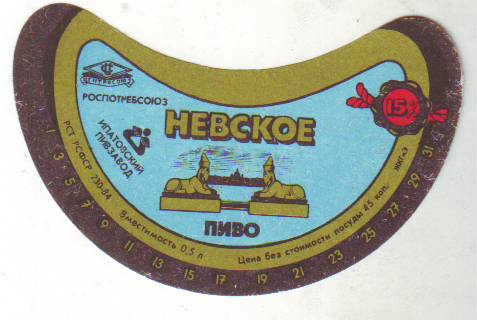 ЦЕНТРОСОЮЗ
РОСПОТРЕБСОЮЗ
ИПАТОВСКИЙ
ПИВЗАВОД
НЕВСКОЕ
ПИВО
15%
РСТ РСФСР 230-84
Вместимость 0,5 л
Цена без стоимости посуды 45 коп.
1 3 5 7 9 11 13 15 17 19 21 23 25 27 29 31